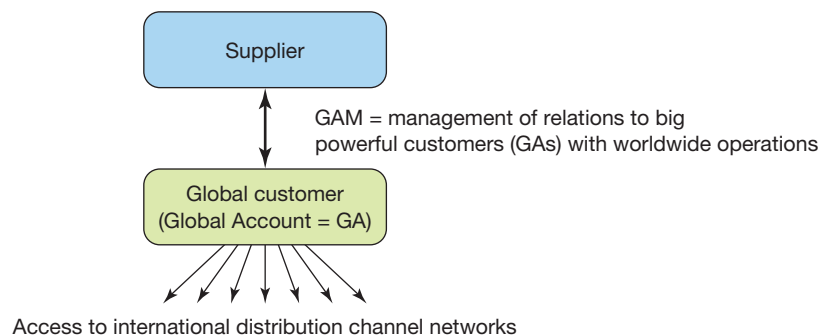 Supplier
GAM = management of relations to big
powerful customers (GAs) with worldwide operations
Global customer
(Global Account = GA)
Access to international distribution channel networks